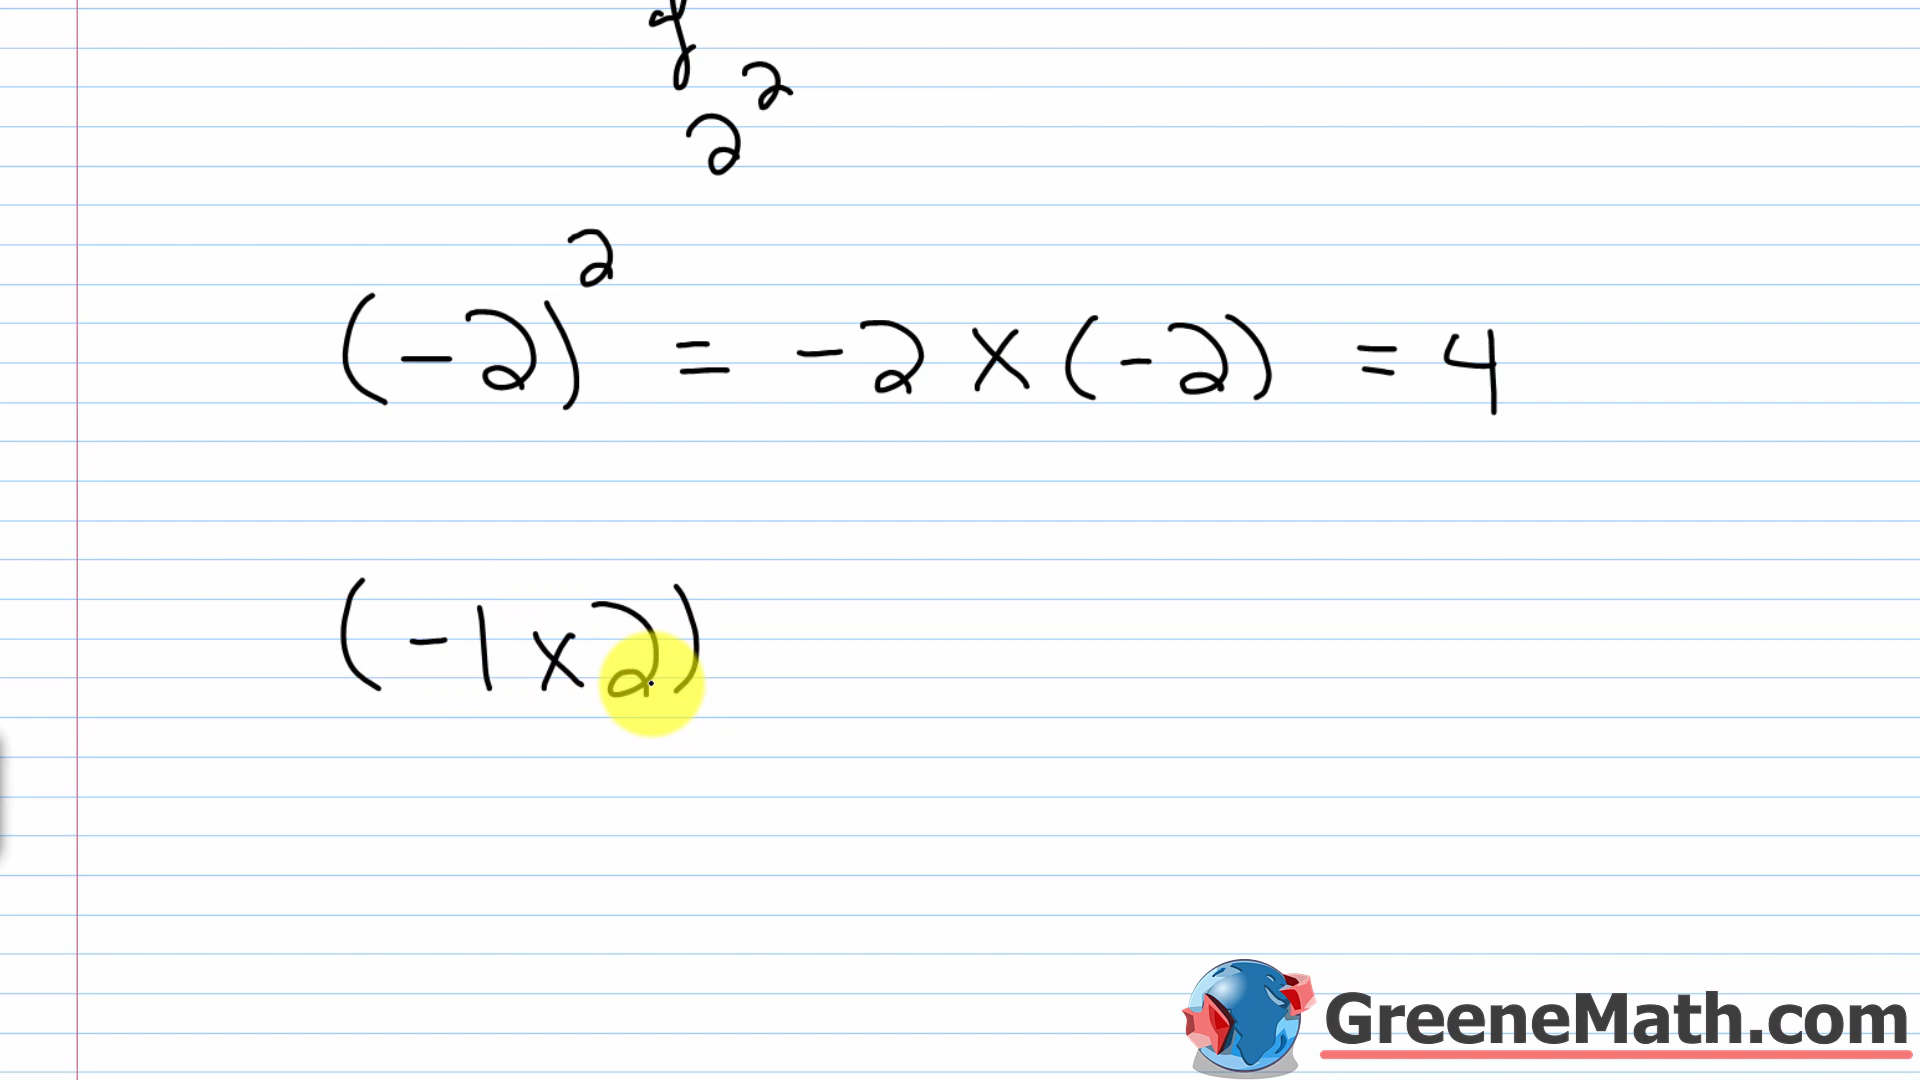 2²
(-2)² = -2 × (-2) = 4
(-1 × 2)
GreeneMath.com